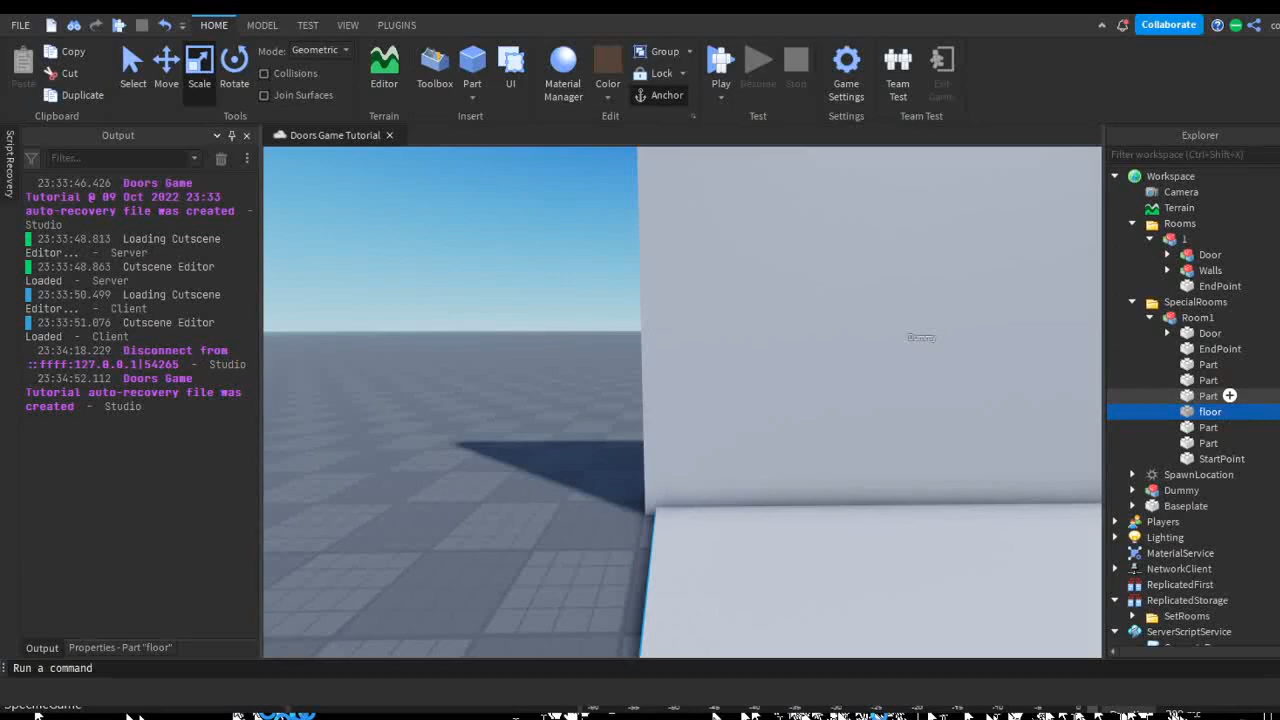 FILE
HOME
MODEL
TEST
VIEW
PLUGINS
Collaborate
Paste
Copy
Cut
Duplicate
Select
Move
Scale
Rotate
Mode:
Geometric
Collisions
Join Surfaces
Editor
Toolbox
Part
UI
Material
Manager
Color
Group
Lock
Anchor
Play
Resume
Stop
Game
Settings
Team
Test
Exit
Game
Clipboard
Tools
Terrain
Insert
Edit
Test
Settings
Team Test
Script Recovery
Output
Filter...
23:33:46.426 Doors Game
Tutorial @ 09 Oct 2022 23:33
auto-recovery file was created -
Studio
23:33:48.813 Loading Cutscene
Editor... - Server
23:33:48.863 Cutscene Editor
Loaded - Server
23:33:50.499 Loading Cutscene
Editor... - Client
23:33:51.076 Cutscene Editor
Loaded - Client
23:34:18.229 Disconnect from
::ffff:127.0.0.1|54265 - Studio
23:34:52.112 Doors Game
Tutorial auto-recovery file was
created - Studio
Output
Properties - Part "floor"
Run a command
Doors Game Tutorial
Dummy
Explorer
Filter workspace (Ctrl+Shift+X)
Workspace
Camera
Terrain
Rooms
1
Door
Walls
EndPoint
SpecialRooms
Room1
Door
EndPoint
Part
Part
Part
floor
Part
Part
StartPoint
SpawnLocation
Dummy
Baseplate
Players
Lighting
MaterialService
NetworkClient
ReplicatedFirst
ReplicatedStorage
SetRooms
ServerScriptService